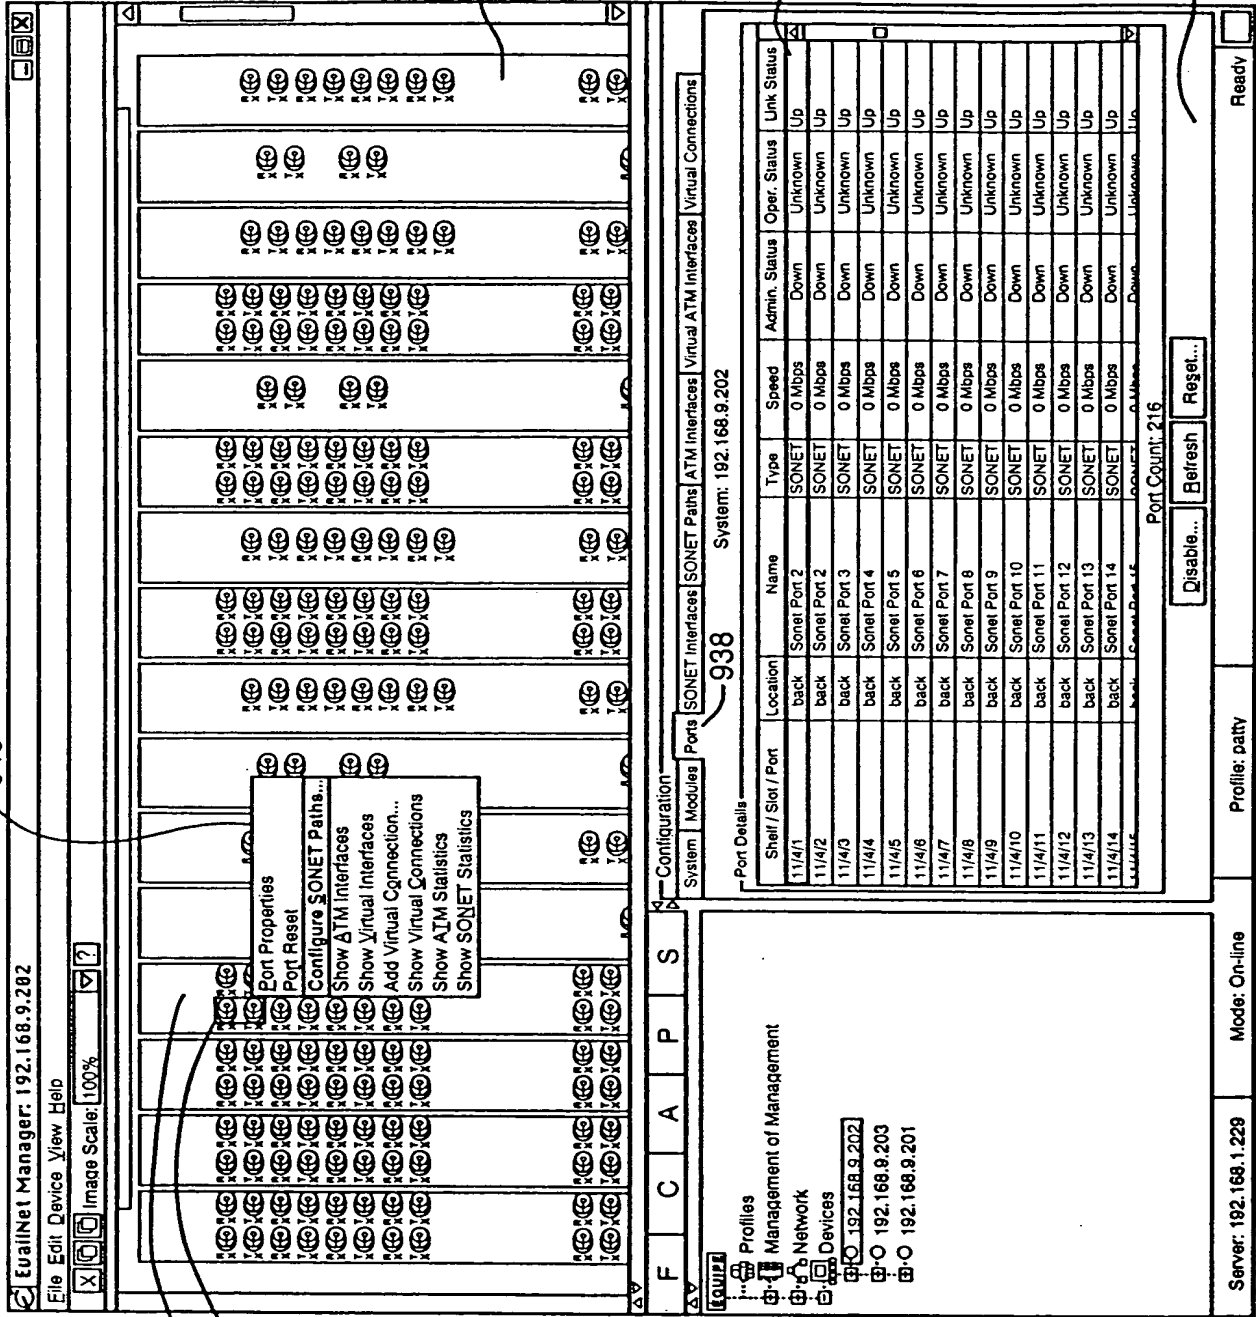 EualiNet Manager: 192.168.9.202
File Edit Device View Help
Image Scale: 100%
Port Properties
Port Reset
Configure SONET Paths...
Show ATM Interfaces
Show Virtual Interfaces
Add Virtual Connection...
Show Virtual Connections
Show ATM Statistics
Show SONET Statistics
F C A P S
EQUIPE
Profiles
Management of Management
Network
Devices
192.168.9.202
192.168.9.203
192.168.9.201
Configuration
System Modules Ports SONET Interfaces SONET Paths ATM Interfaces Virtual ATM Interfaces Virtual Connections
938
System: 192.168.9.202
Port Details
Shelf / Slot / Port Location Name Type Speed Admin. Status Oper. Status Link Status
11/4/1 back Sonet Port 2 SONET 0 Mbps Down Unknown Up
11/4/2 back Sonet Port 2 SONET 0 Mbps Down Unknown Up
11/4/3 back Sonet Port 3 SONET 0 Mbps Down Unknown Up
11/4/4 back Sonet Port 4 SONET 0 Mbps Down Unknown Up
11/4/5 back Sonet Port 5 SONET 0 Mbps Down Unknown Up
11/4/6 back Sonet Port 6 SONET 0 Mbps Down Unknown Up
11/4/7 back Sonet Port 7 SONET 0 Mbps Down Unknown Up
11/4/8 back Sonet Port 8 SONET 0 Mbps Down Unknown Up
11/4/9 back Sonet Port 9 SONET 0 Mbps Down Unknown Up
11/4/10 back Sonet Port 10 SONET 0 Mbps Down Unknown Up
11/4/11 back Sonet Port 11 SONET 0 Mbps Down Unknown Up
11/4/12 back Sonet Port 12 SONET 0 Mbps Down Unknown Up
11/4/13 back Sonet Port 13 SONET 0 Mbps Down Unknown Up
11/4/14 back Sonet Port 14 SONET 0 Mbps Down Unknown Up
Port Count: 216
Disable... Refresh Reset...
Server: 192.168.1.229 Mode: On-line Profile: patty Ready